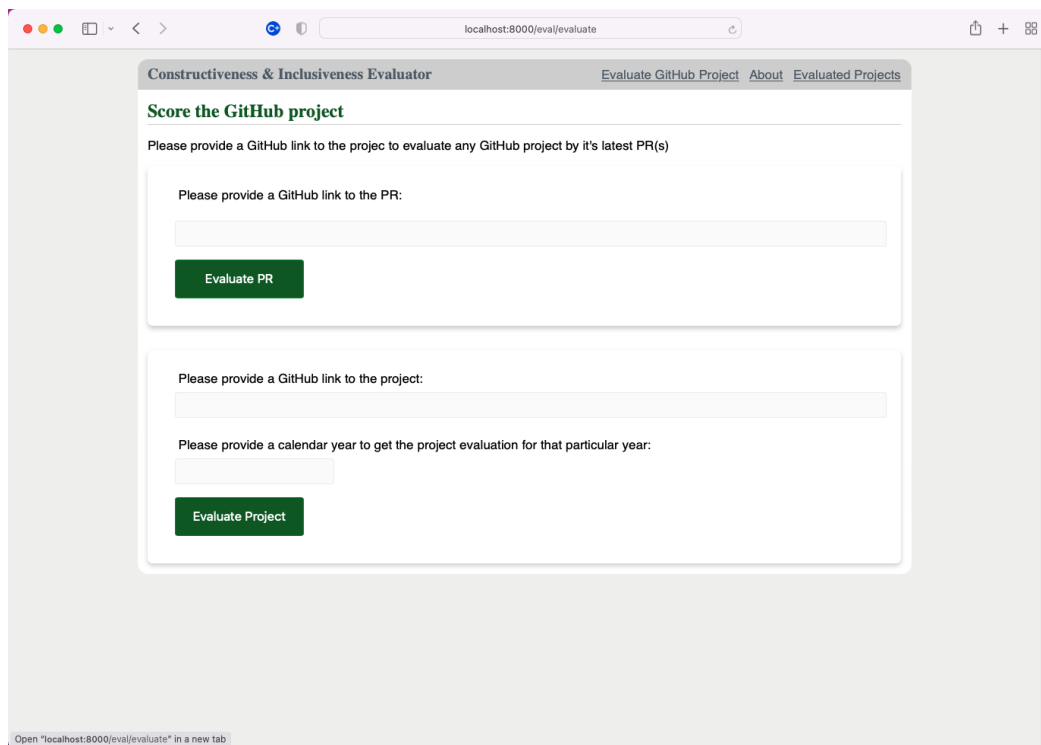 localhost:8000/eval/evaluate
Constructiveness & Inclusiveness Evaluator
Evaluate GitHub Project About Evaluated Projects
Score the GitHub project
Please provide a GitHub link to the projec to evaluate any GitHub project by it's latest PR(s)
Please provide a GitHub link to the PR:
Evaluate PR
Please provide a GitHub link to the project:
Please provide a calendar year to get the project evaluation for that particular year:
Evaluate Project
Open "localhost:8000/eval/evaluate" in a new tab